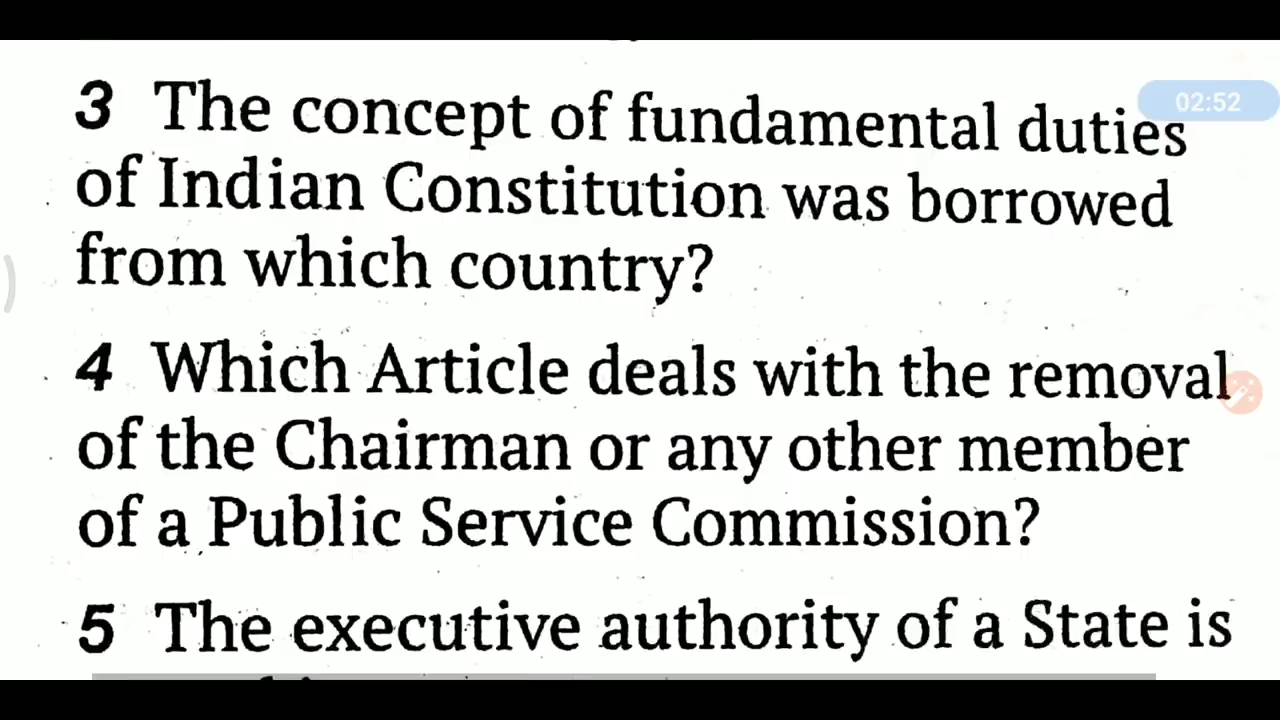 02:52
3 The concept of fundamental duties
of Indian Constitution was borrowed
from which country?
4 Which Article deals with the removal
of the Chairman or any other member
of a Public Service Commission?
5 The executive authority of a State is